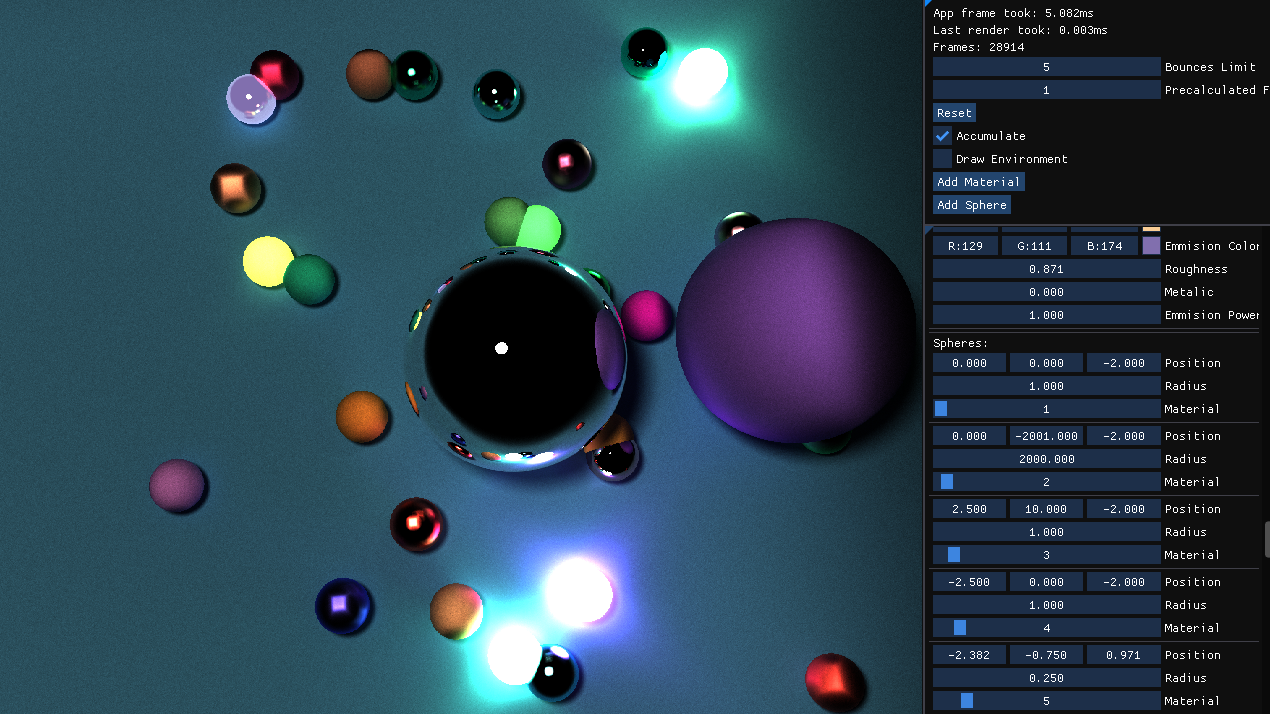 App frame took: 5.082ms
Last render took: 0.003ms
Frames: 28914
5 Bounces Limit
1 Precalculated F
Reset
Accumulate
Draw Environment
Add Material
Add Sphere
R:129 G:111 B:174 Emmision Color
0.871 Roughness
0.000 Metalic
1.000 Emmision Power
Spheres:
0.000 0.000 -2.000 Position
1.000 Radius
1 Material
0.000 -2001.000 -2.000 Position
2000.000 Radius
2 Material
2.500 10.000 -2.000 Position
1.000 Radius
3 Material
-2.500 0.000 -2.000 Position
1.000 Radius
4 Material
-2.382 -0.750 0.971 Position
0.250 Radius
5 Material